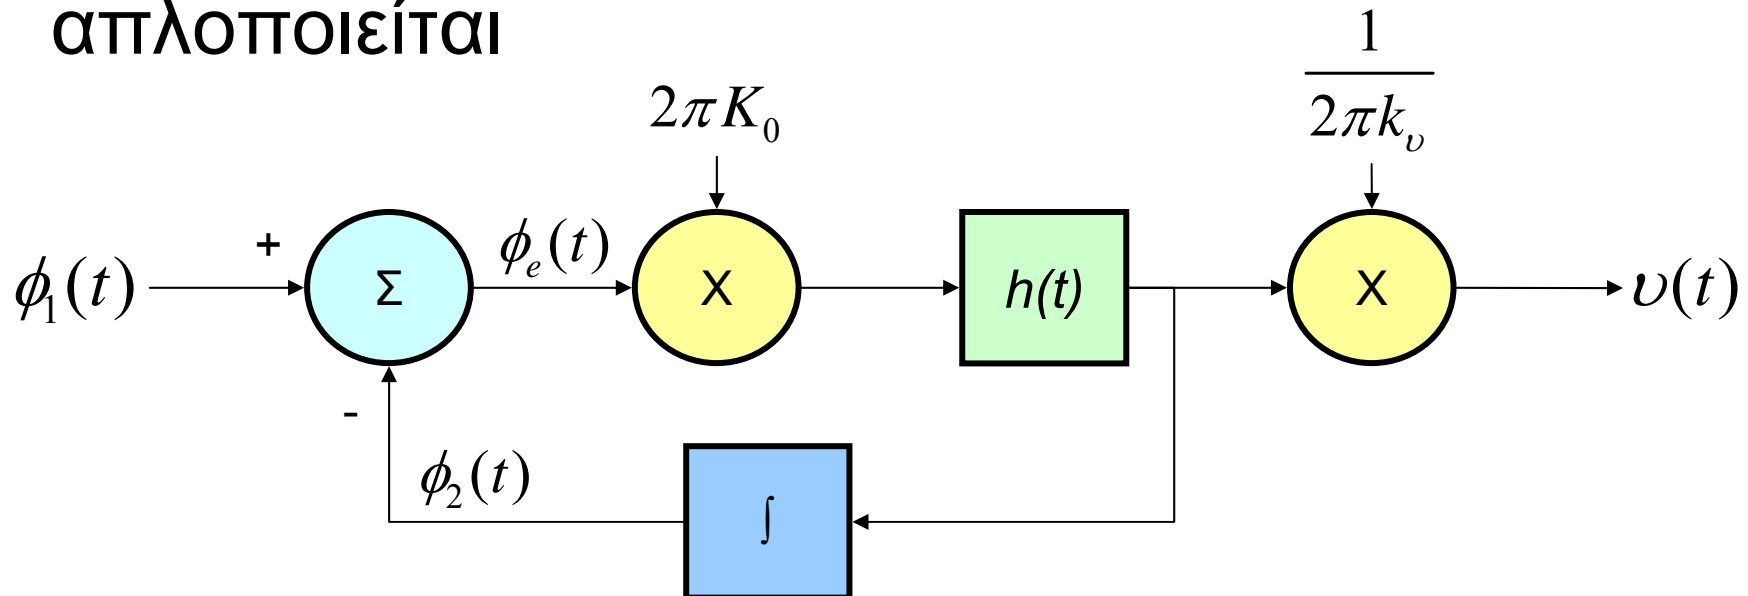 απλοποιείται
1
2πK₀
2πk_υ
+
ϕ₁(t)
Σ
ϕₑ(t)
X
h(t)
X
υ(t)
-
ϕ₂(t)
∫